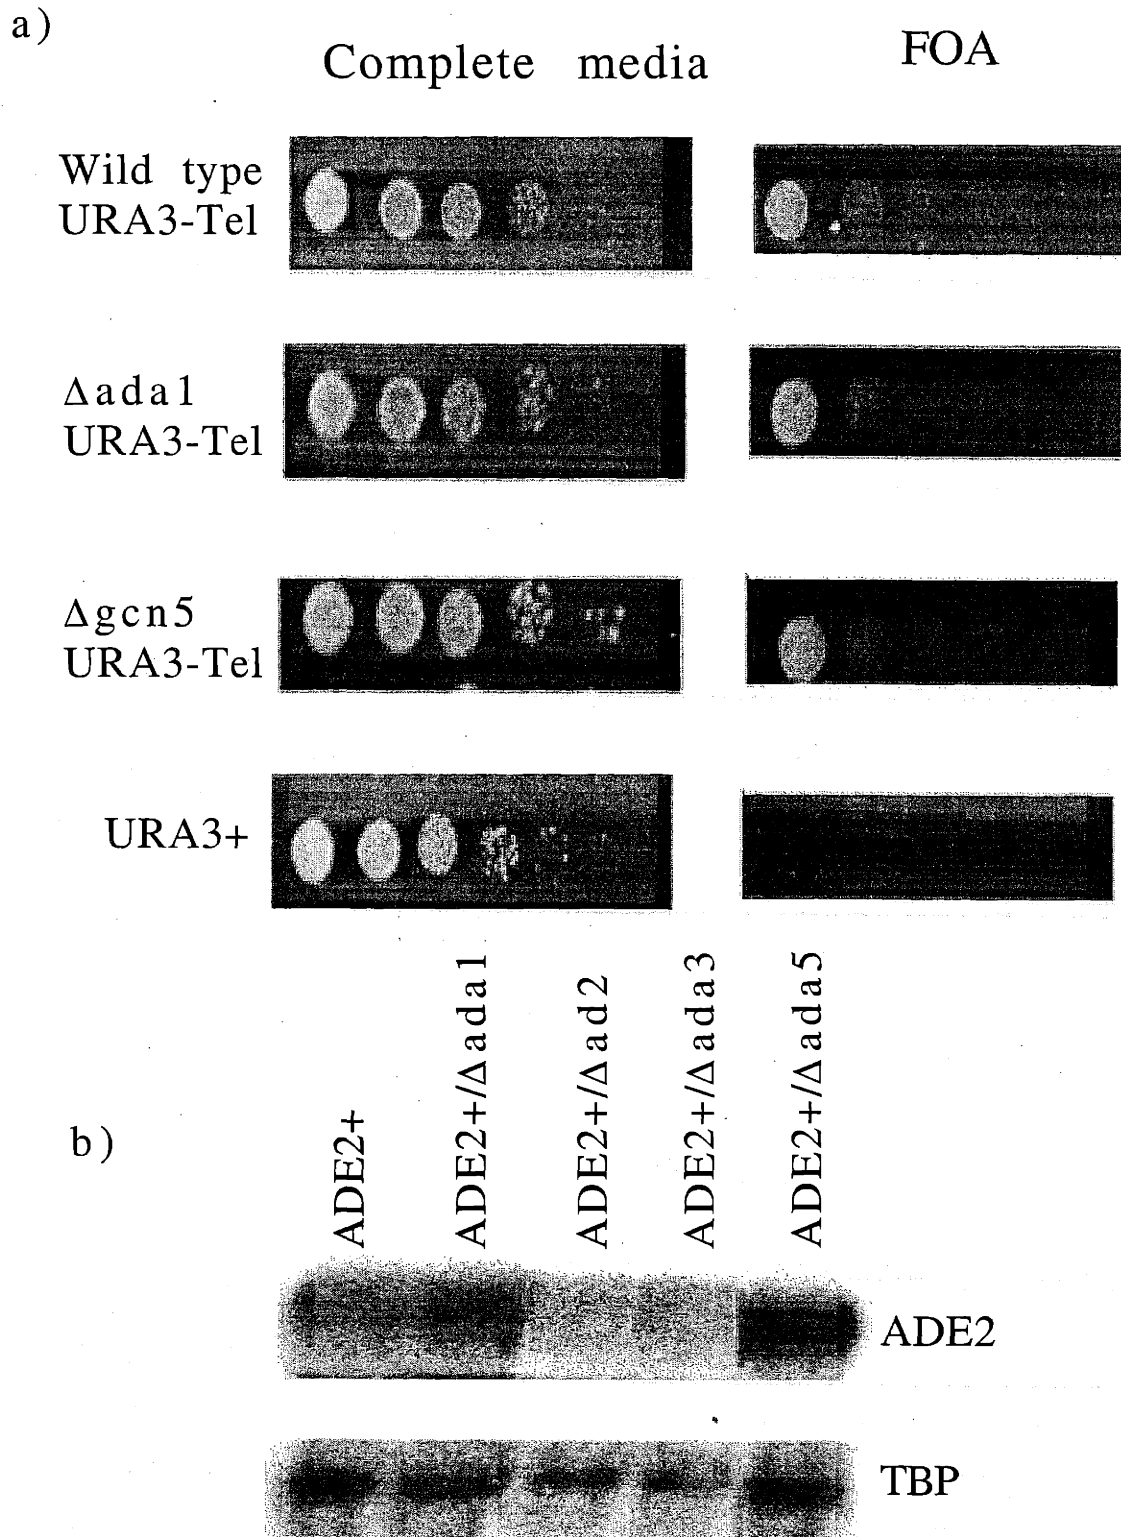 a)
Complete media
FOA
Wild type
URA3-Tel
Δada1
URA3-Tel
Δgcn5
URA3-Tel
URA3+
b)
ADE2+
ADE2+/Δada1
ADE2+/Δad2
ADE2+/Δada3
ADE2+/Δada5
ADE2
TBP